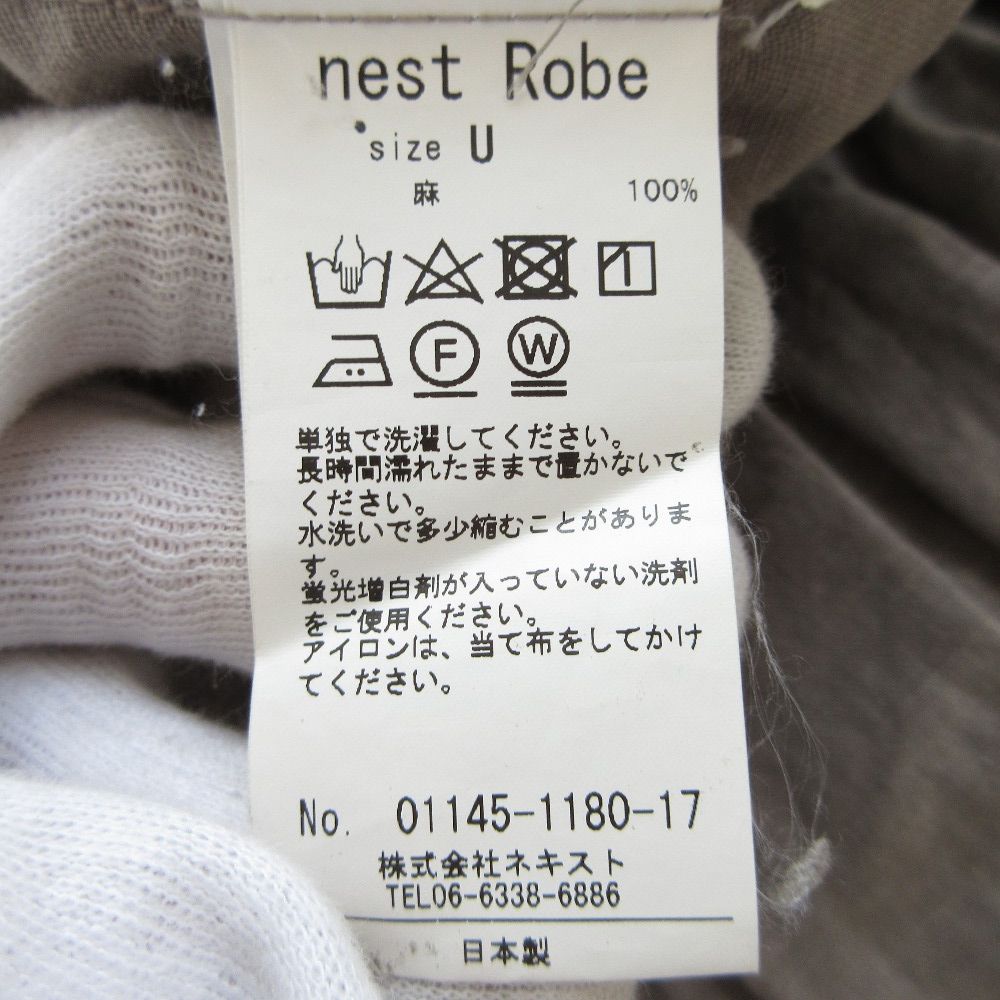 nest Robe
size U
麻 100%
F W
単独で洗濯してください。
長時間濡れたままで置かないで
ください。
水洗いで多少縮むことがありま
す。
蛍光増白剤が入っていない洗剤
をご使用ください。
アイロンは、当て布をしてかけ
てください。
No. 01145-1180-17
株式会社ネキスト
TEL06-6338-6886
日本製